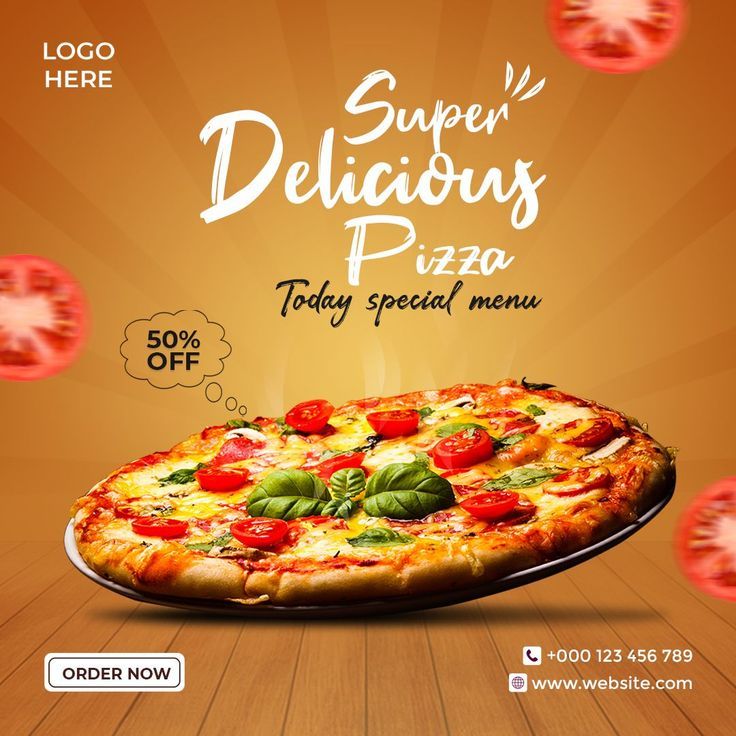 LOGO
HERE
Super
Delicious
Pizza
Today special menu
50%
OFF
ORDER NOW
+000 123 456 789
www.website.com